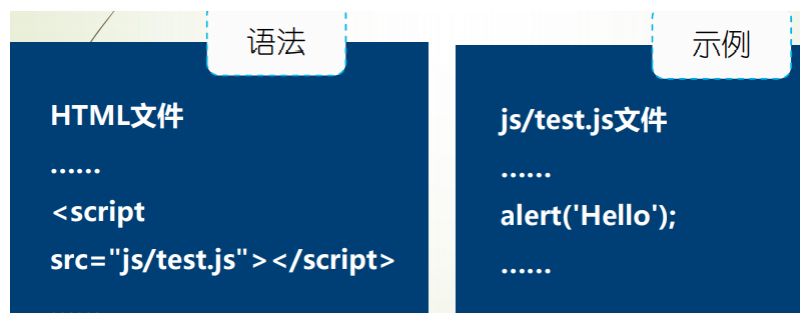 语法
HTML文件
......
<script
src="js/test.js"></script>
......
示例
js/test.js文件
......
alert('Hello');
......